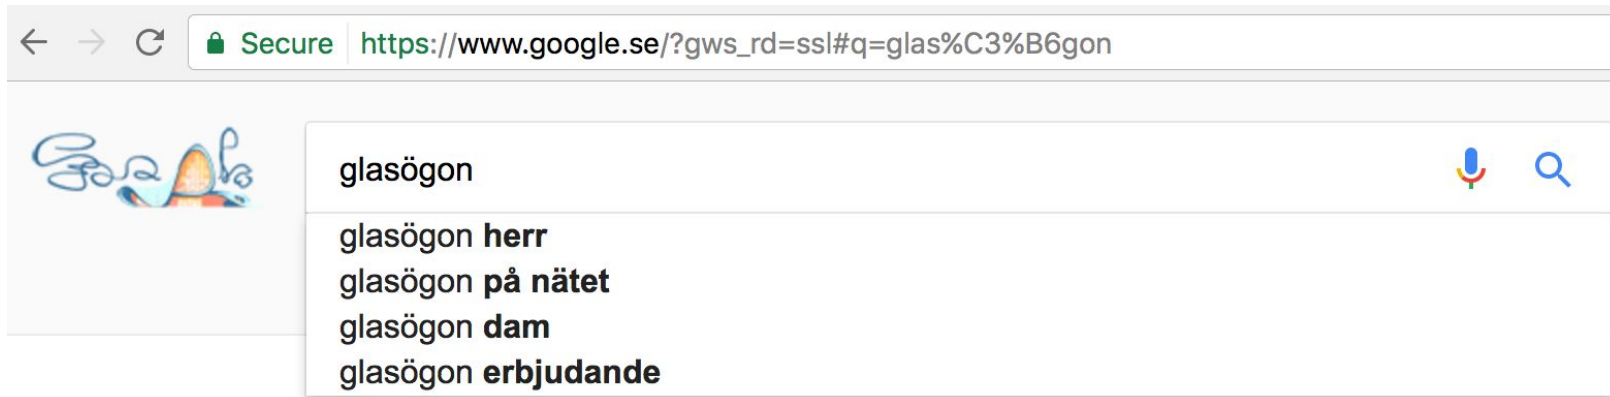 Secure https://www.google.se/?gws_rd=ssl#q=glas%C3%B6gon
glasögon
glasögon herr
glasögon på nätet
glasögon dam
glasögon erbjudande